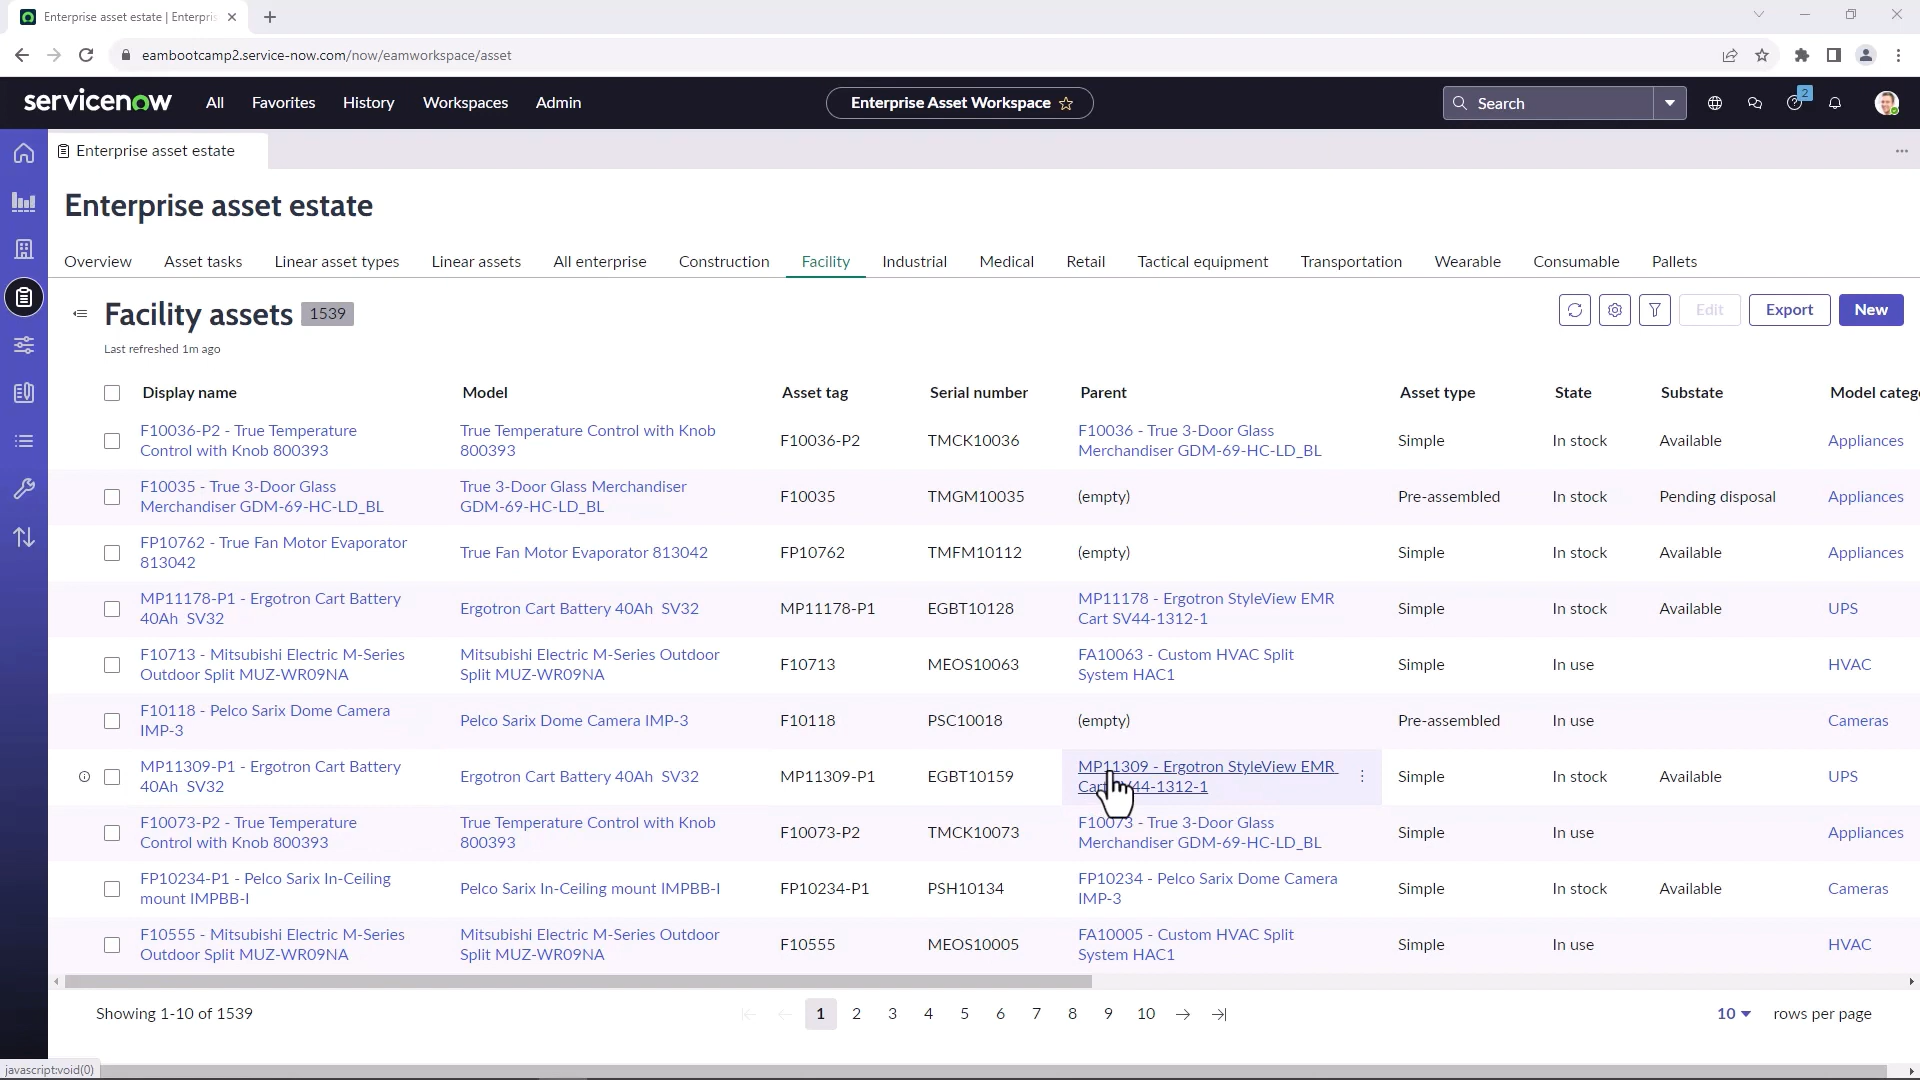 Enterprise asset estate | Enterpris
eambootcamp2.service-now.com/now/eamworkspace/asset
servicenow All Favorites History Workspaces Admin Enterprise Asset Workspace Search 2
Enterprise asset estate
Enterprise asset estate
Overview Asset tasks Linear asset types Linear assets All enterprise Construction Facility Industrial Medical Retail Tactical equipment Transportation Wearable Consumable Pallets
Facility assets 1539 Edit Export New
Last refreshed 1m ago
Display name Model Asset tag Serial number Parent Asset type State Substate Model catego
F10036-P2 - True Temperature True Temperature Control with Knob F10036 - True 3-Door Glass
F10036-P2 TMCK10036 Simple In stock Available Appliances
Control with Knob 800393 800393 Merchandiser GDM-69-HC-LD_BL
F10035 - True 3-Door Glass True 3-Door Glass Merchandiser
F10035 TMGM10035 (empty) Pre-assembled In stock Pending disposal Appliances
Merchandiser GDM-69-HC-LD_BL GDM-69-HC-LD_BL
FP10762 - True Fan Motor Evaporator
True Fan Motor Evaporator 813042 FP10762 TMFM10112 (empty) Simple In stock Available Appliances
813042
MP11178-P1 - Ergotron Cart Battery MP11178 - Ergotron StyleView EMR
Ergotron Cart Battery 40Ah SV32 MP11178-P1 EGBT10128 Simple In stock Available UPS
40Ah SV32 Cart SV44-1312-1
F10713 - Mitsubishi Electric M-Series Mitsubishi Electric M-Series Outdoor FA10063 - Custom HVAC Split
F10713 MEOS10063 Simple In use HVAC
Outdoor Split MUZ-WR09NA Split MUZ-WR09NA System HAC1
F10118 - Pelco Sarix Dome Camera
Pelco Sarix Dome Camera IMP-3 F10118 PSC10018 (empty) Pre-assembled In use Cameras
IMP-3
MP11309-P1 - Ergotron Cart Battery MP11309 - Ergotron StyleView EMR
Ergotron Cart Battery 40Ah SV32 MP11309-P1 EGBT10159 Simple In stock Available UPS
40Ah SV32 44-1312-1
F10073-P2 - True Temperature True Temperature Control with Knob F10073 - True 3-Door Glass
F10073-P2 TMCK10073 Simple In use Appliances
Control with Knob 800393 800393 Merchandiser GDM-69-HC-LD_BL
FP10234-P1 - Pelco Sarix In-Ceiling FP10234 - Pelco Sarix Dome Camera
Pelco Sarix In-Ceiling mount IMPBB-I FP10234-P1 PSH10134 Simple In stock Available Cameras
mount IMPBB-I IMP-3
F10555 - Mitsubishi Electric M-Series Mitsubishi Electric M-Series Outdoor FA10005 - Custom HVAC Split
F10555 MEOS10005 Simple In use HVAC
Outdoor Split MUZ-WR09NA Split MUZ-WR09NA System HAC1
Showing 1-10 of 1539 1 2 3 4 5 6 7 8 9 10 10 rows per page
javascript:void(0)